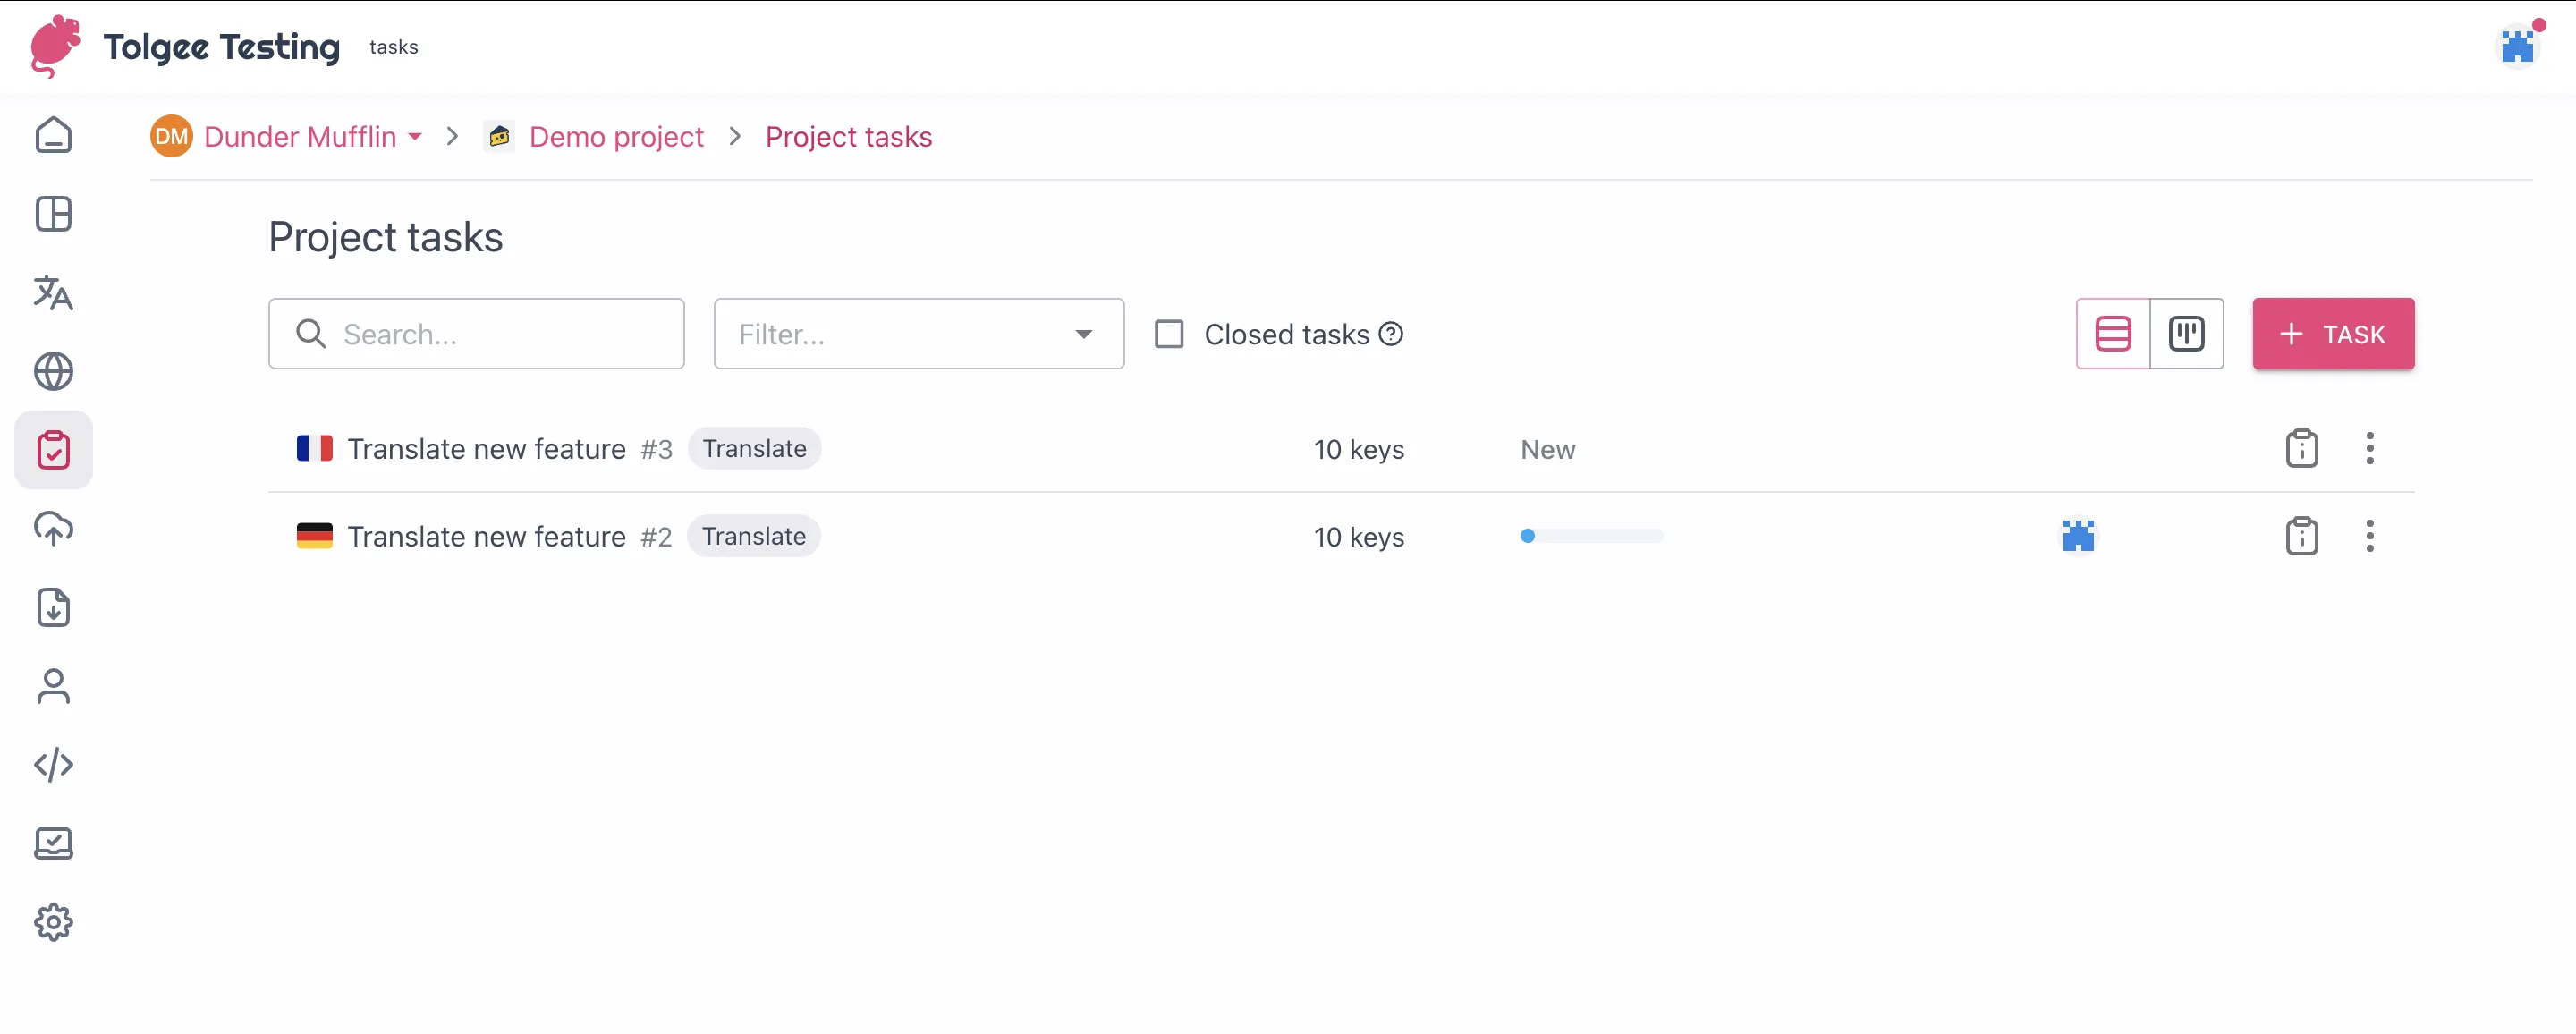 Tolgee Testing tasks
DM Dunder Mufflin > Demo project > Project tasks
Project tasks
Search... Filter... Closed tasks ? + TASK
Translate new feature #3 Translate 10 keys New
Translate new feature #2 Translate 10 keys